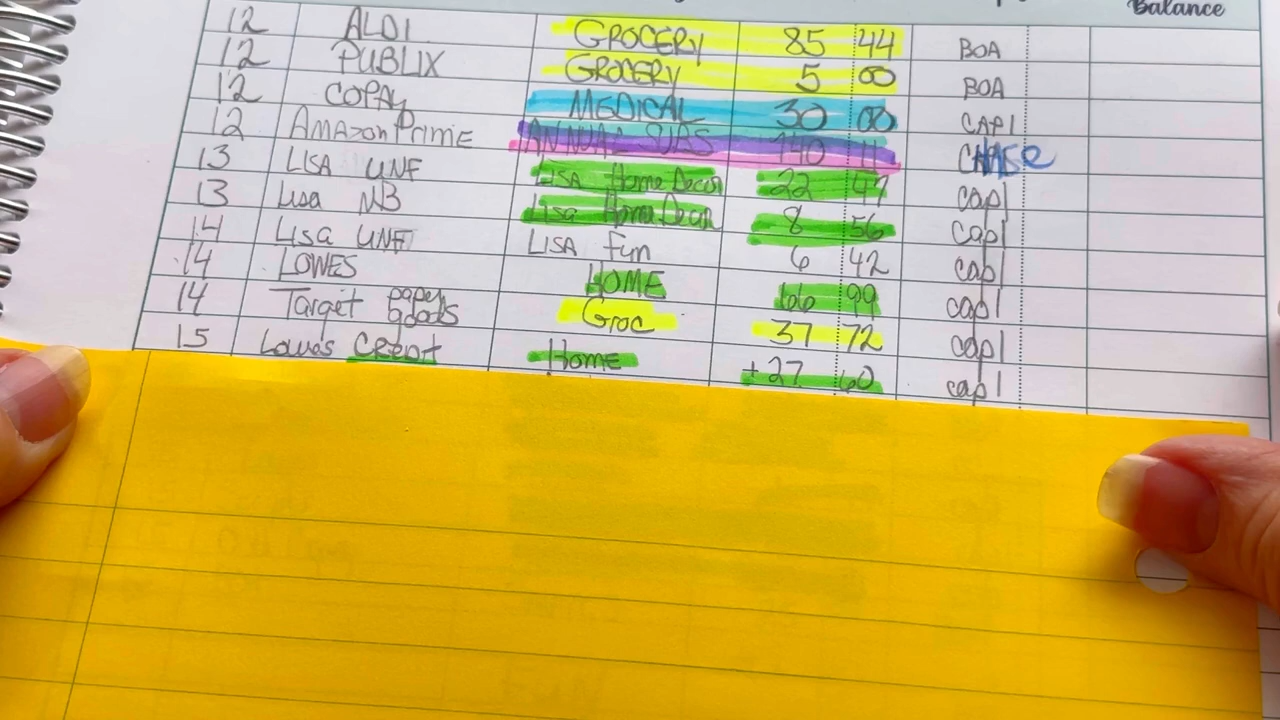 Balance
12 ALDI GROCERY 85 44 BOA
12 PUBLIX GROCERY 5 00 BOA
12 COPAY MEDICAL 30 00 CAP1
12 AMAZON PRIME ANNUAL SUBS 140 11 CHASE
13 LISA UNF LISA Home Decor 22 47 cap1
13 Lisa NB Lisa Home Decor 8 56 cap1
14 Lisa UNF LISA Fun 6 42 cap1
14 LOWES HOME 66 99 cap1
14 Target paper goods Groc 37 72 cap1
15 Lowes Credit Home +27 60 cap1